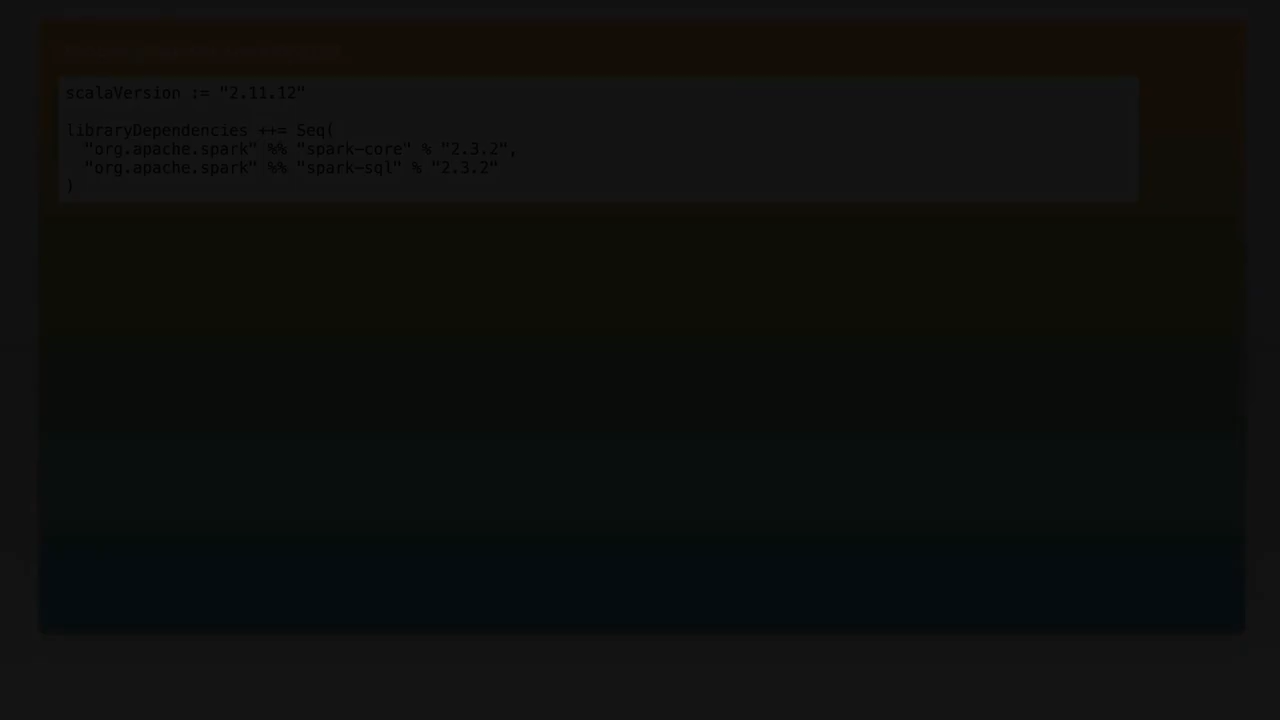 scalaVersion := "2.11.12"
libraryDependencies ++= Seq(
"org.apache.spark" %% "spark-core" % "2.3.2",
"org.apache.spark" %% "spark-sql" % "2.3.2"
)